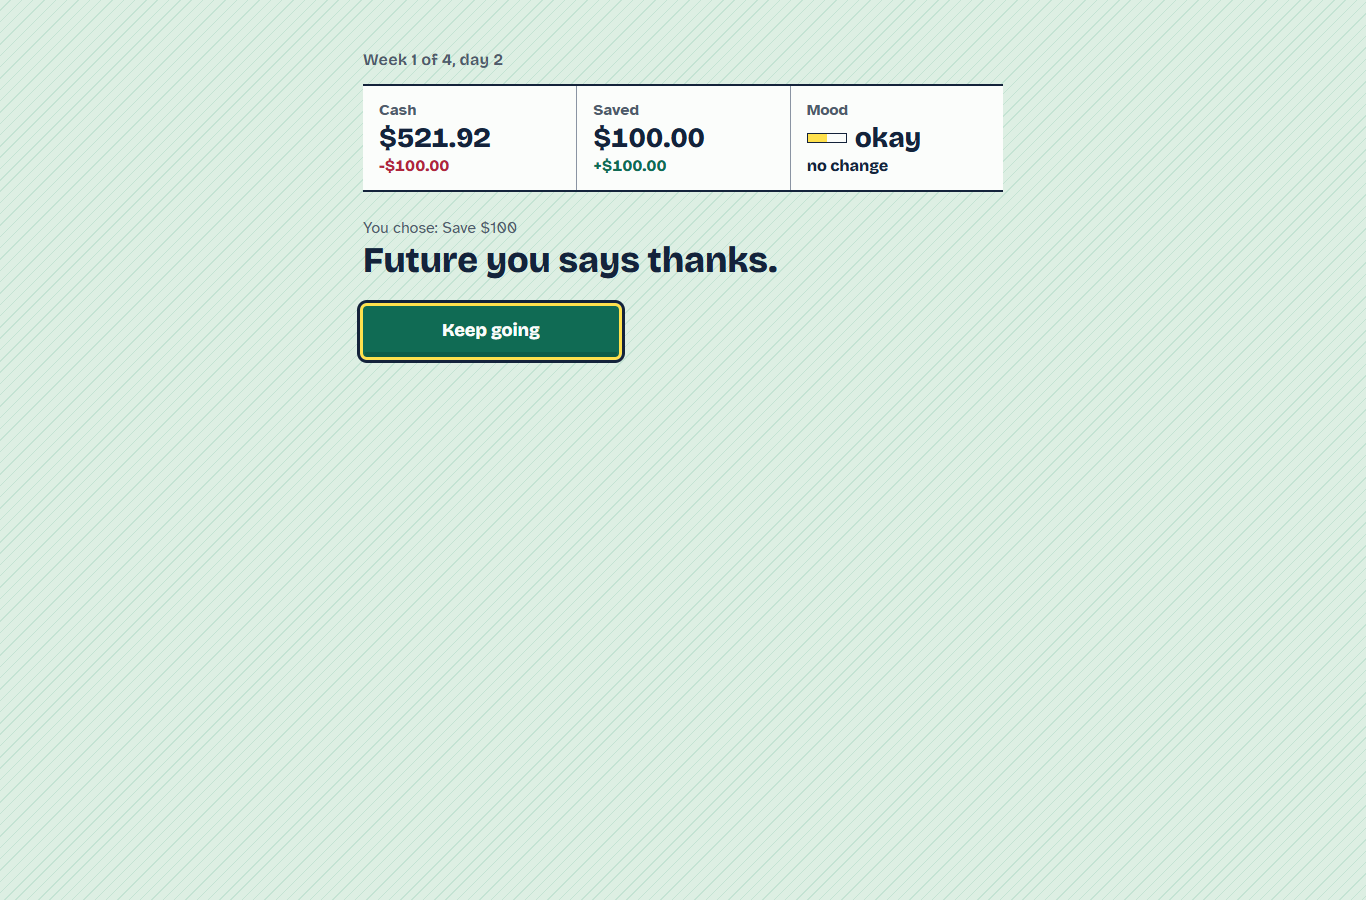 Week 1 of 4, day 2
Cash
$521.92
-$100.00
Saved
$100.00
+$100.00
Mood
okay
no change
You chose: Save $100
Future you says thanks.
Keep going